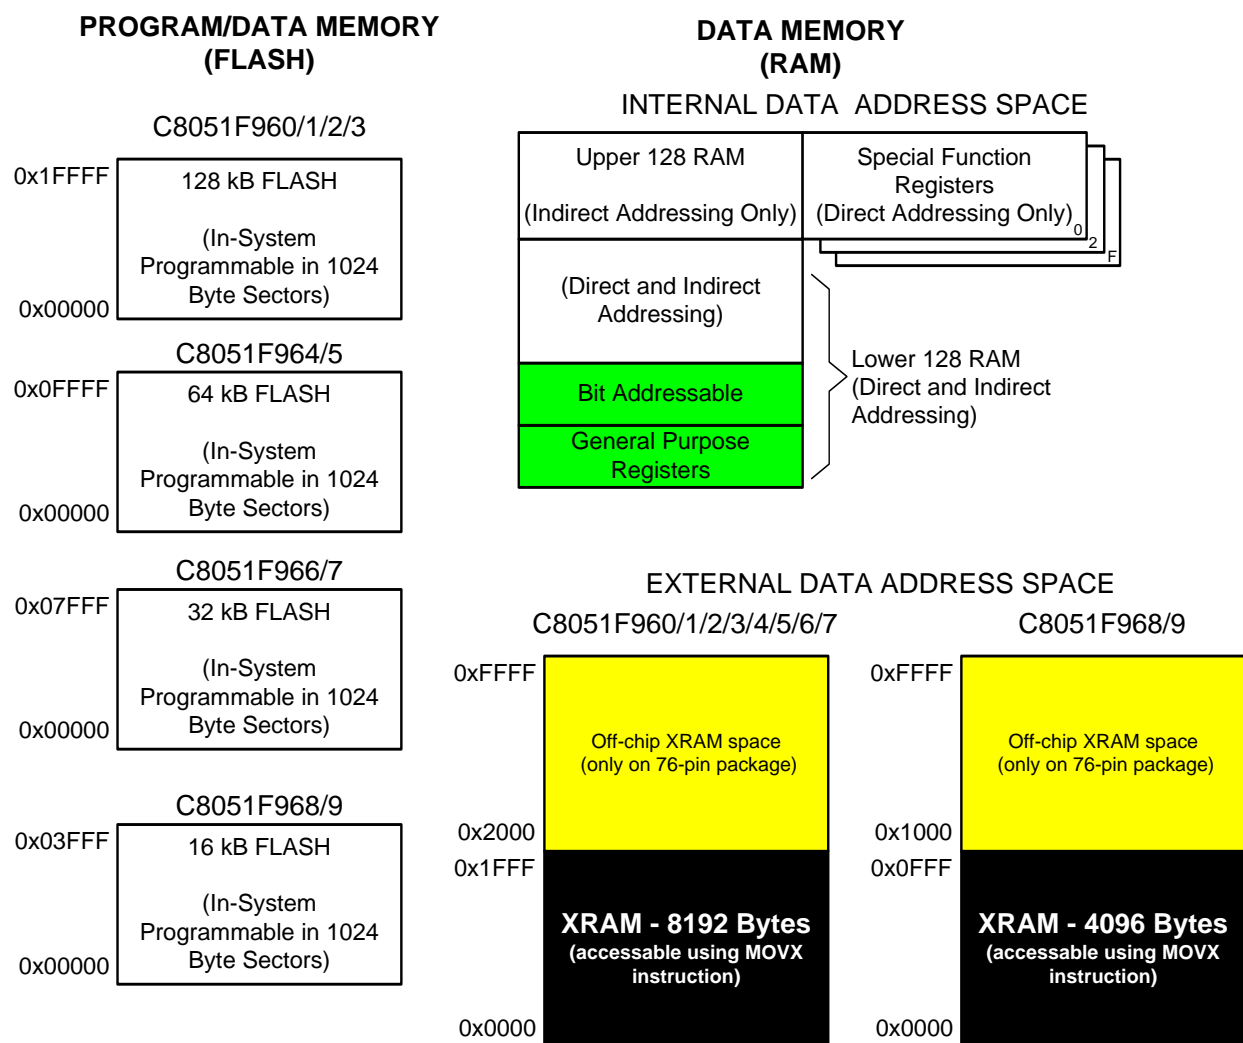 PROGRAM/DATA MEMORY
(FLASH)
C8051F960/1/2/3
0x1FFFF
128 kB FLASH
(In-System
Programmable in 1024
Byte Sectors)
0x00000
C8051F964/5
0x0FFFF
64 kB FLASH
(In-System
Programmable in 1024
Byte Sectors)
0x00000
C8051F966/7
0x07FFF
32 kB FLASH
(In-System
Programmable in 1024
Byte Sectors)
0x00000
C8051F968/9
0x03FFF
16 kB FLASH
(In-System
Programmable in 1024
Byte Sectors)
0x00000
DATA MEMORY
(RAM)
INTERNAL DATA ADDRESS SPACE
Upper 128 RAM
(Indirect Addressing Only)
Special Function
Registers
(Direct Addressing Only)
0
2
F
(Direct and Indirect
Addressing)
Bit Addressable
General Purpose
Registers
Lower 128 RAM
(Direct and Indirect
Addressing)
EXTERNAL DATA ADDRESS SPACE
C8051F960/1/2/3/4/5/6/7
0xFFFF
Off-chip XRAM space
(only on 76-pin package)
0x2000
0x1FFF
XRAM - 8192 Bytes
(accessable using MOVX
instruction)
0x0000
C8051F968/9
0xFFFF
Off-chip XRAM space
(only on 76-pin package)
0x1000
0x0FFF
XRAM - 4096 Bytes
(accessable using MOVX
instruction)
0x0000